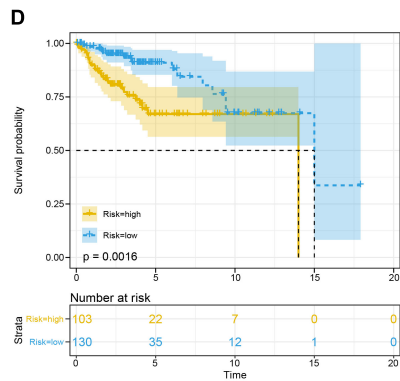 D
1.00
0.75
0.50
0.25
0.00
Survival probability
Risk=high
Risk=low
p = 0.0016
0 5 10 15 20
Number at risk
Strata
Risk=high 103 22 7 0 0
Risk=low 130 35 12 1 0
0 5 10 15 20
Time